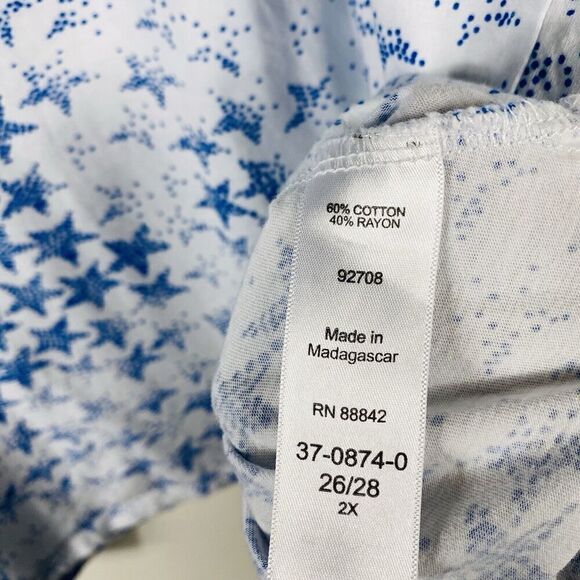 60% COTTON
40% RAYON
92708
Made in
Madagascar
RN 88842
37-0874-0
26/28
2X